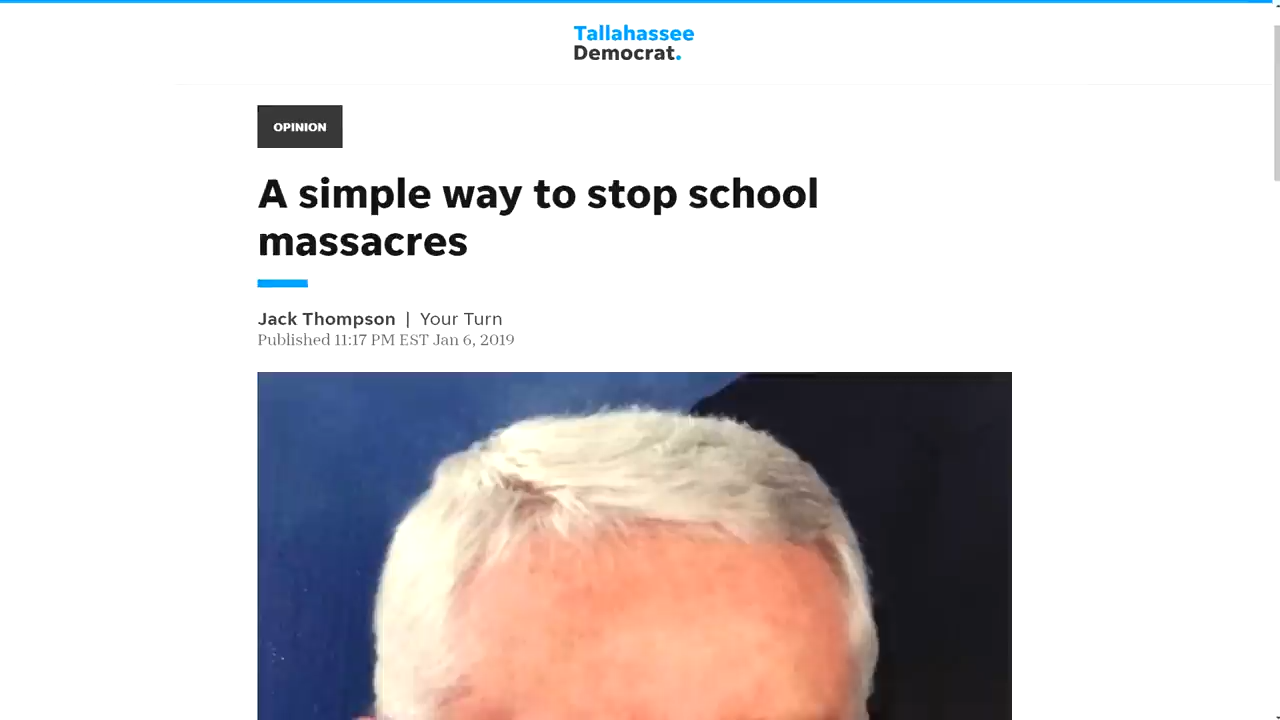 Tallahassee
Democrat.
OPINION
A simple way to stop school
massacres
Jack Thompson | Your Turn
Published 11:17 PM EST Jan 6, 2019